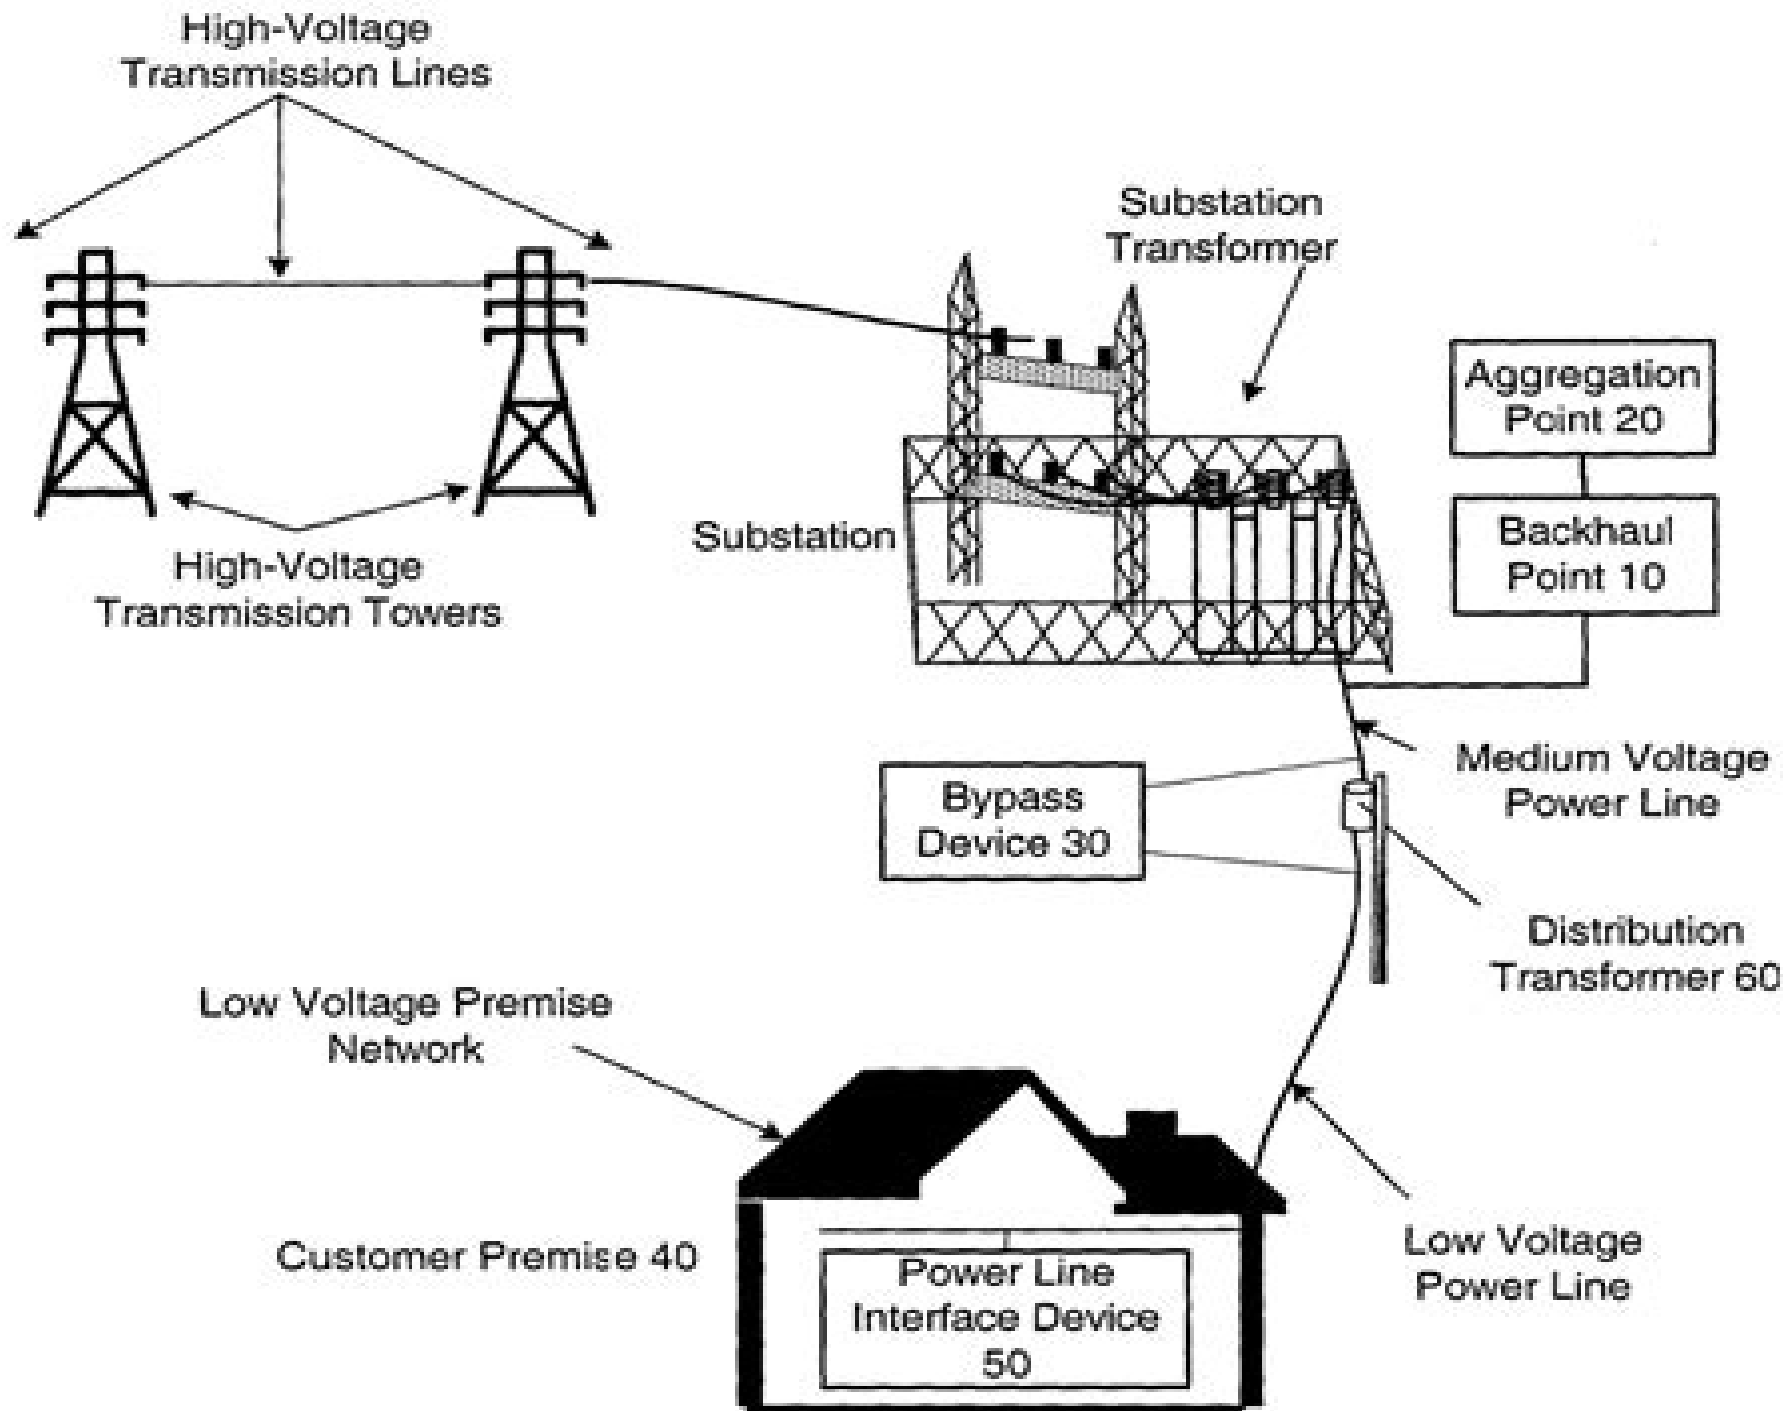 High-Voltage
Transmission Lines
Substation
Transformer
Aggregation
Point 20
Substation
Backhaul
Point 10
High-Voltage
Transmission Towers
Medium Voltage
Power Line
Bypass
Device 30
Distribution
Transformer 60
Low Voltage Premise
Network
Customer Premise 40
Low Voltage
Power Line
Power Line
Interface Device
50